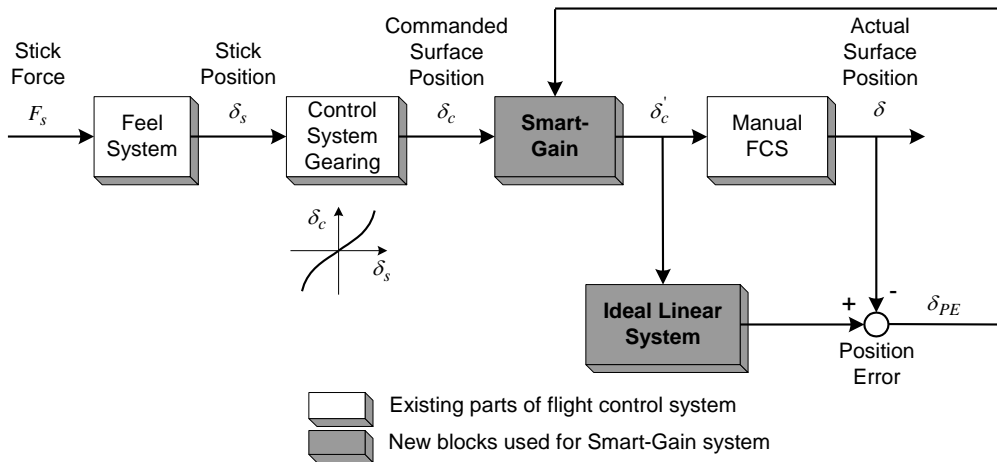 Stick
Force
F_s
Feel
System
Stick
Position
δ_s
Control
System
Gearing
Commanded
Surface
Position
δ_c
Smart-
Gain
δ_c'
Manual
FCS
Actual
Surface
Position
δ
δ_c
δ_s
Ideal Linear
System
+
-
δ_PE
Position
Error
Existing parts of flight control system
New blocks used for Smart-Gain system